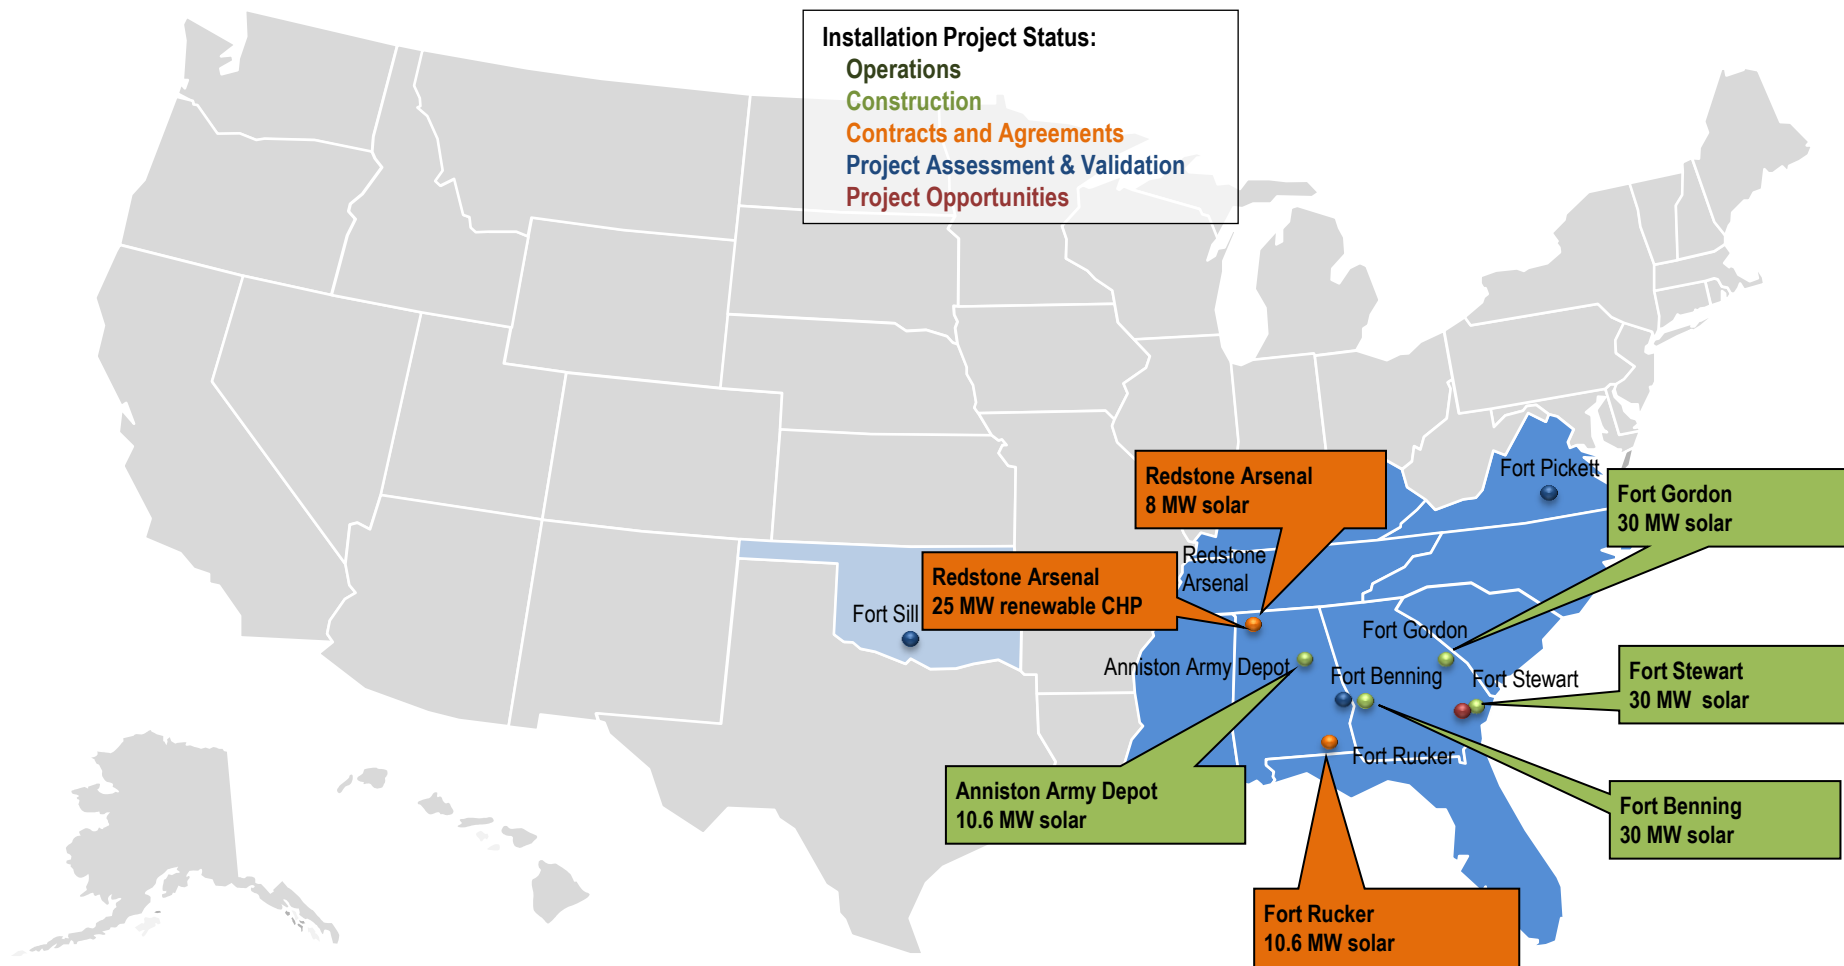 Installation Project Status:
Operations
Construction
Contracts and Agreements
Project Assessment & Validation
Project Opportunities
Redstone Arsenal
8 MW solar
Fort Pickett
Fort Gordon
30 MW solar
Redstone
Arsenal
Redstone Arsenal
25 MW renewable CHP
Fort Sill
Fort Gordon
Anniston Army Depot
Fort Benning
Fort Stewart
Fort Stewart
30 MW  solar
Fort Rucker
Anniston Army Depot
10.6 MW solar
Fort Benning
30 MW solar
Fort Rucker
10.6 MW solar